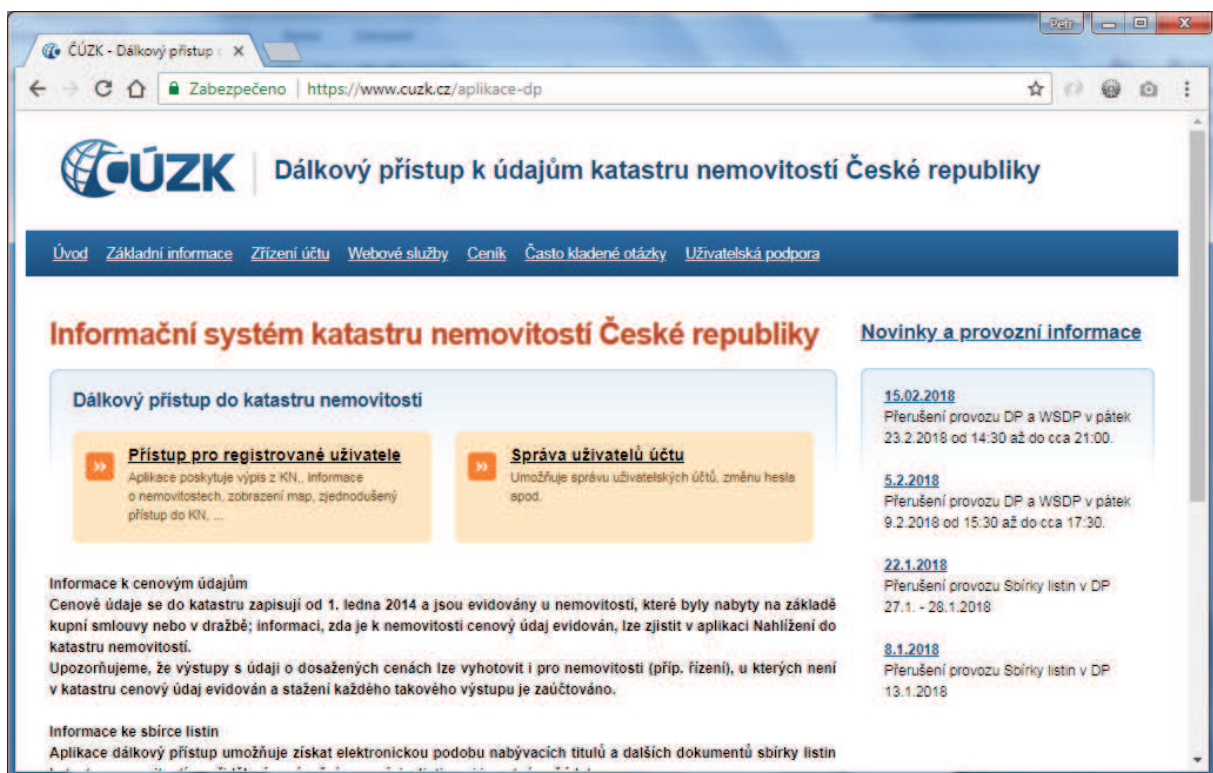 Petr
ČÚZK - Dálkový přístup
Zabezpečeno | https://www.cuzk.cz/aplikace-dp
ČÚZK
Dálkový přístup k údajům katastru nemovitostí České republiky
Úvod Základní informace Zřízení účtu Webové služby Ceník Často kladené otázky Uživatelská podpora
Informační systém katastru nemovitostí České republiky
Dálkový přístup do katastru nemovitostí
Přístup pro registrované uživatele
Aplikace poskytuje výpis z KN,, informace
o nemovitostech, zobrazení map, zjednodušený
přístup do KN, ...
Správa uživatelů účtu
Umožňuje správu uživatelských účtů, změnu hesla
apod.
Informace k cenovým údajům
Cenové údaje se do katastru zapisují od 1. ledna 2014 a jsou evidovány u nemovitostí, které byly nabyty na základě
kupní smlouvy nebo v dražbě; informaci, zda je k nemovitosti cenový údaj evidován, lze zjistit v aplikaci Nahlížení do
katastru nemovitostí.
Upozorňujeme, že výstupy s údaji o dosažených cenách lze vyhotovit i pro nemovitosti (příp. řízení), u kterých není
v katastru cenový údaj evidován a stažení každého takového výstupu je zaúčtováno.
Informace ke sbírce listin
Aplikace dálkový přístup umožňuje získat elektronickou podobu nabývacích titulů a dalších dokumentů sbírky listin
Novinky a provozní informace
15.02.2018
Přerušení provozu DP a WSDP v pátek
23.2.2018 od 14:30 až do cca 21:00.
5.2.2018
Přerušení provozu DP a WSDP v pátek
9.2.2018 od 15:30 až do cca 17:30.
22.1.2018
Přerušení provozu Sbírky listin v DP
27.1. - 28.1.2018
8.1.2018
Přerušení provozu Sbírky listin v DP
13.1.2018